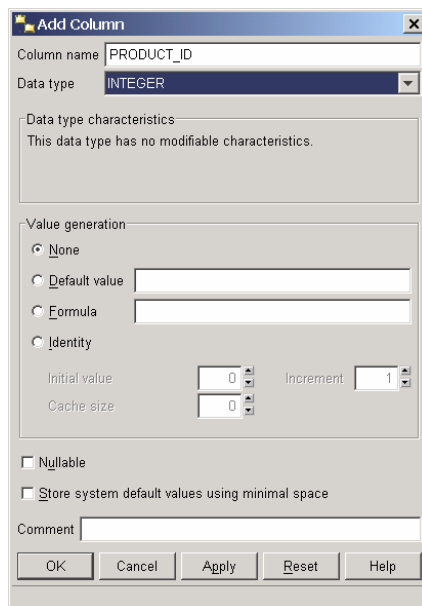 Add Column
Column name PRODUCT_ID
Data type INTEGER
Data type characteristics
This data type has no modifiable characteristics.
Value generation
None
Default value
Formula
Identity
Initial value 0 Increment 1
Cache size 0
Nullable
Store system default values using minimal space
Comment
OK Cancel Apply Reset Help